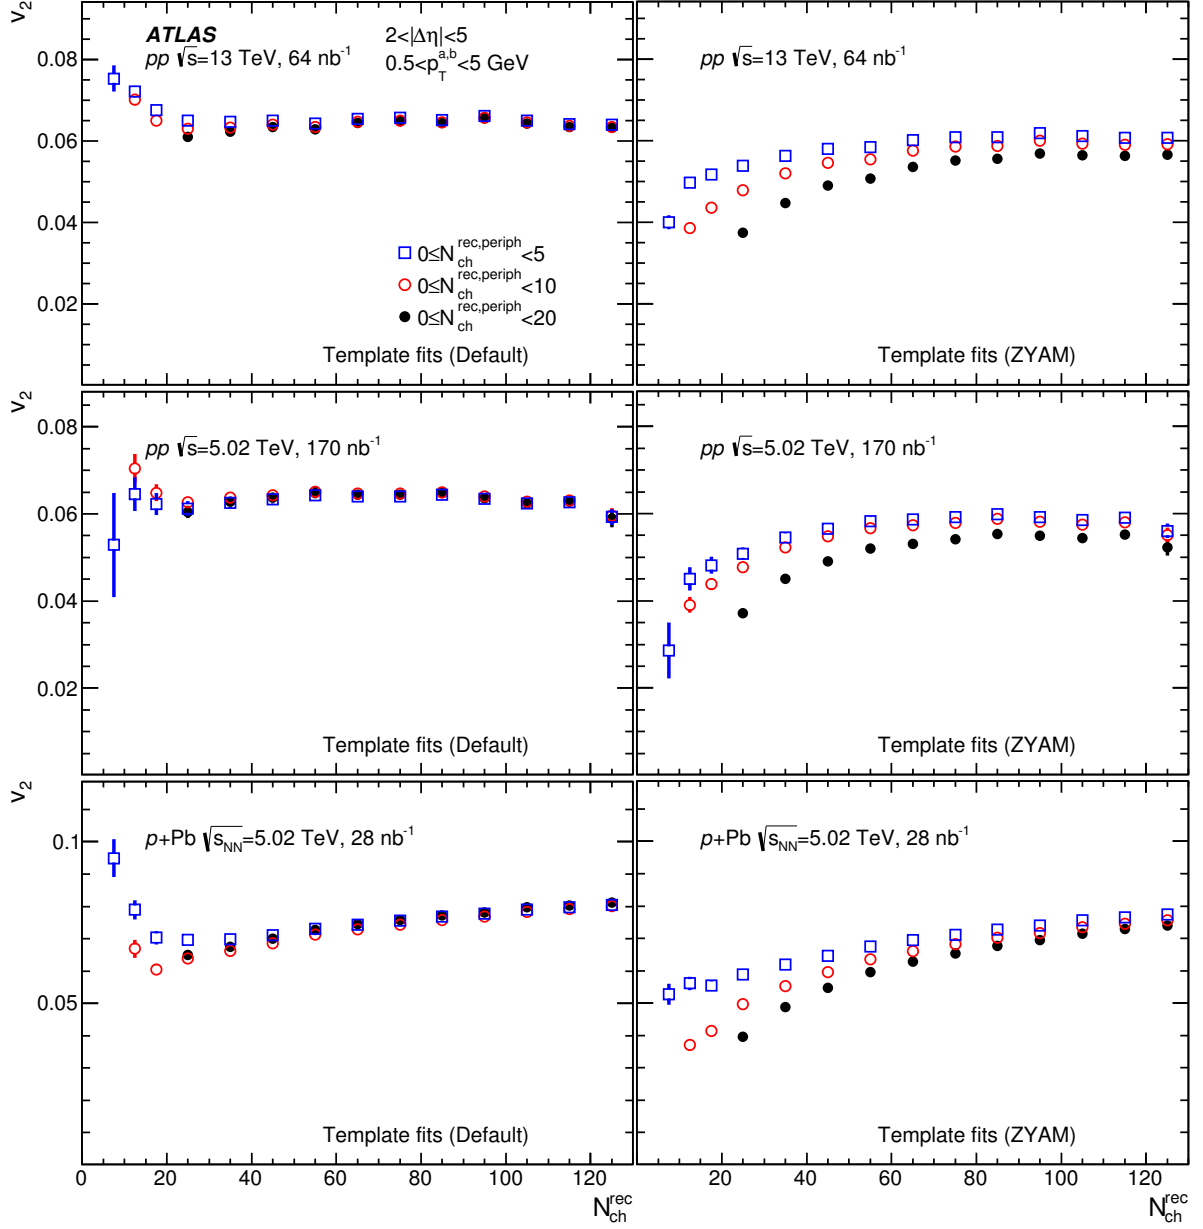 v2
ATLAS
2<|Δη|<5
pp √s=13 TeV, 64 nb-1
0.5<pTa,b<5 GeV
pp √s=13 TeV, 64 nb-1
0.08
0.06
0.04
0.02
0≤Nchrec,periph<5
0≤Nchrec,periph<10
0≤Nchrec,periph<20
Template fits (Default)
Template fits (ZYAM)
v2
pp √s=5.02 TeV, 170 nb-1
pp √s=5.02 TeV, 170 nb-1
0.08
0.06
0.04
0.02
Template fits (Default)
Template fits (ZYAM)
v2
p+Pb √sNN=5.02 TeV, 28 nb-1
p+Pb √sNN=5.02 TeV, 28 nb-1
0.1
0.05
Template fits (Default)
Template fits (ZYAM)
0 20 40 60 80 100 120
20 40 60 80 100 120
Nchrec
Nchrec